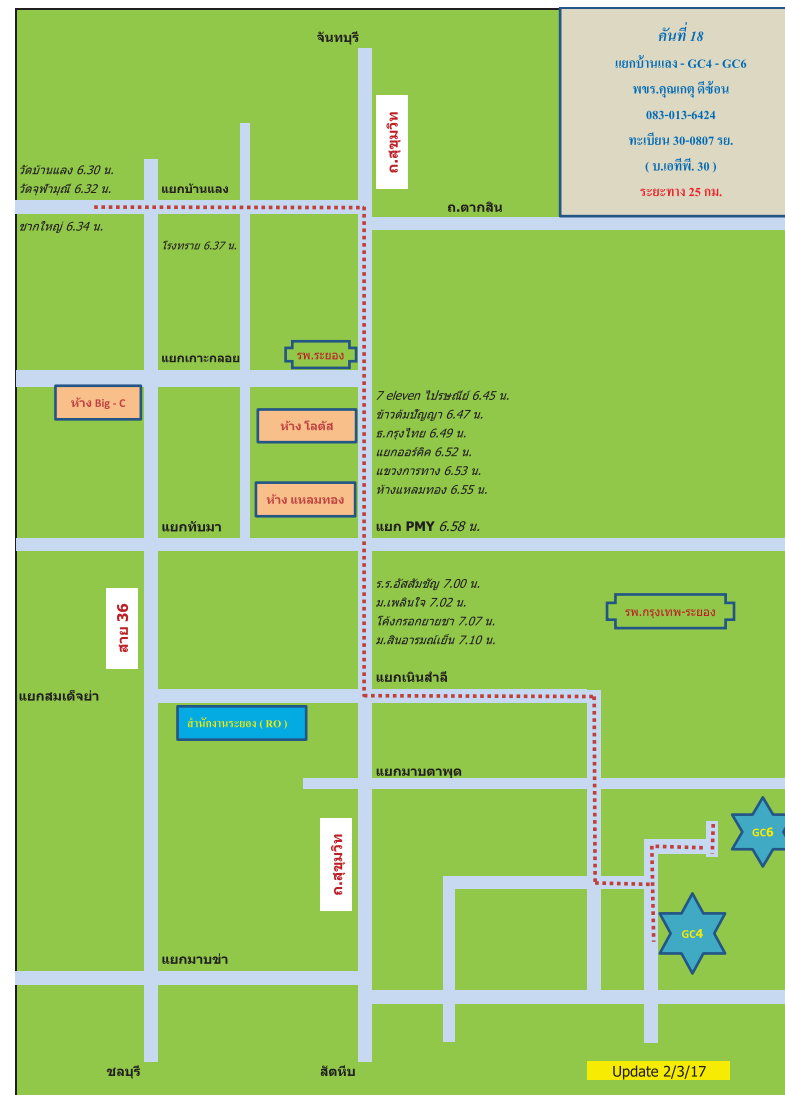 จันทบุรี
คันที่ 18
แยกบ้านแลง - GC4 - GC6
พขร.คุณเกตุ ดีซ้อน
083-013-6424
ทะเบียน 30-0807 รย.
( บ.เอทีพี. 30 )
ระยะทาง 25 กม.
ถ.สุขุมวิท
วัดบ้านแลง 6.30 น.
วัดจุฬามุณี 6.32 น.
แยกบ้านแลง
ถ.ตากสิน
ชากใหญ่ 6.34 น.
โรงทราย 6.37 น.
รพ.ระยอง
แยกเกาะกลอย
ห้าง Big - C
7 eleven ไปรษณีย์ 6.45 น.
ข้าวต้มปัญญา 6.47 น.
ธ.กรุงไทย 6.49 น.
แยกออร์คิด 6.52 น.
แขวงการทาง 6.53 น.
ห้างแหลมทอง 6.55 น.
ห้าง โลตัส
ห้าง แหลมทอง
แยกทับมา
แยก PMY 6.58 น.
ร.ร.อัสสัมชัญ 7.00 น.
ม.เพลินใจ 7.02 น.
โค้งกรอกยายชา 7.07 น.
ม.สินอารมณ์เย็น 7.10 น.
รพ.กรุงเทพ-ระยอง
สาย 36
แยกเนินสำลี
แยกสมเด็จย่า
สำนักงานระยอง ( RO )
แยกมาบตาพุด
GC6
ถ.สุขุมวิท
GC4
แยกมาบข่า
ชลบุรี
สัตหีบ
Update 2/3/17